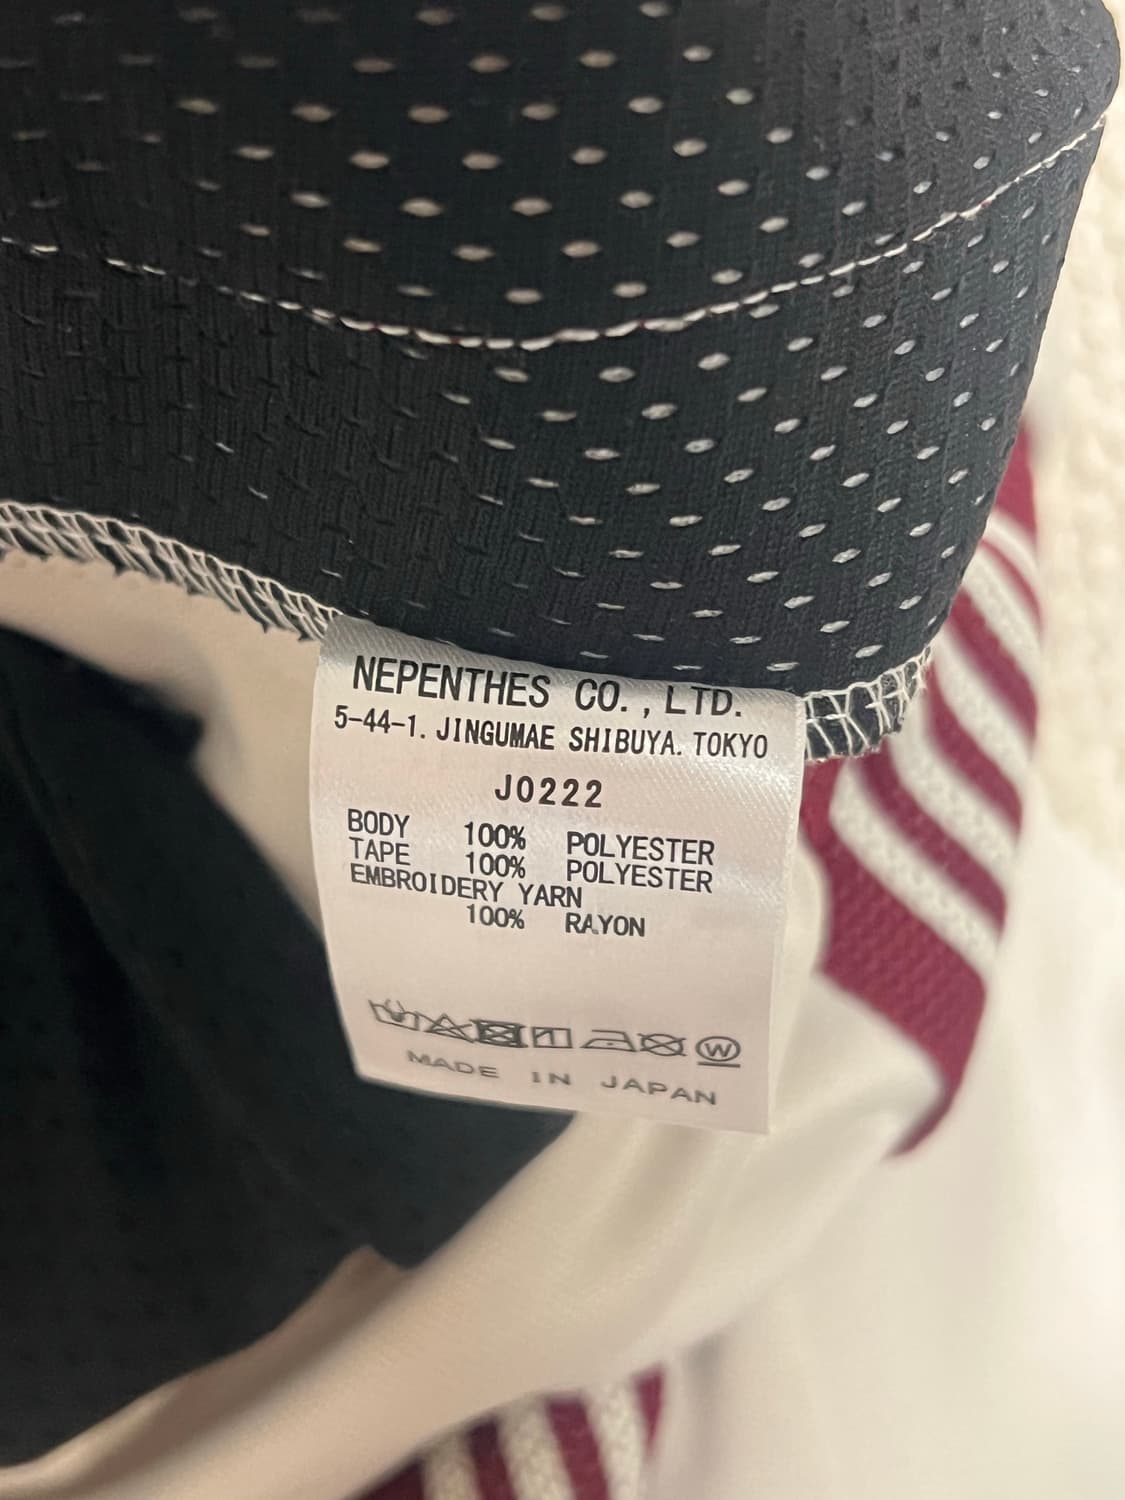 NEPENTHES CO., LTD.
5-44-1. JINGUMAE SHIBUYA. TOKYO
J0222
BODY 100% POLYESTER
TAPE 100% POLYESTER
EMBROIDERY YARN
100% RAYON
W
MADE IN JAPAN